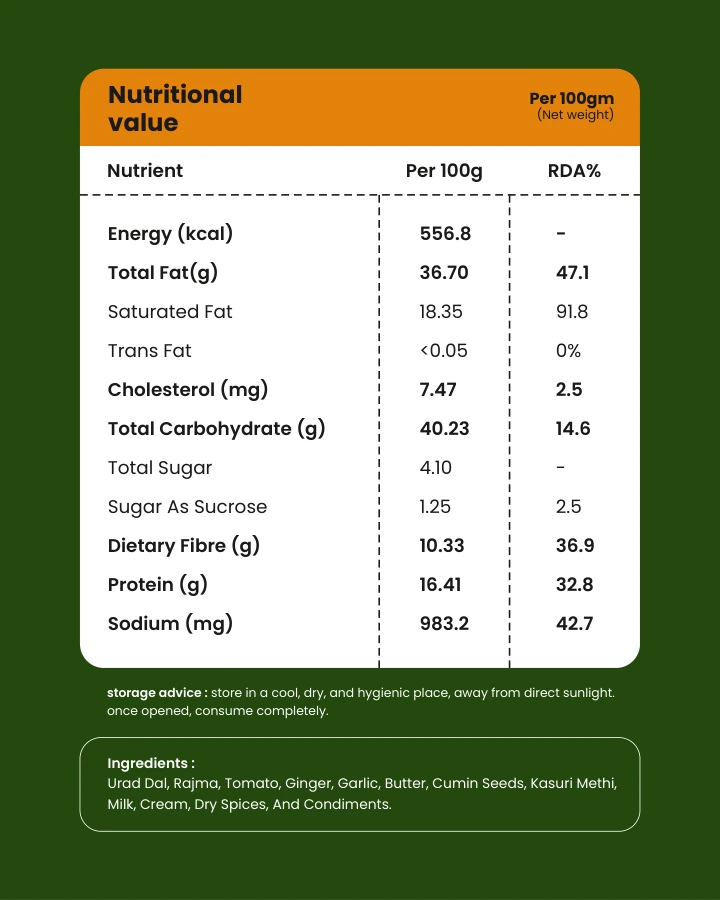 Nutritional
value
Per 100gm
(Net weight)
Nutrient Per 100g RDA%
Energy (kcal) 556.8 -
Total Fat(g) 36.70 47.1
Saturated Fat 18.35 91.8
Trans Fat <0.05 0%
Cholesterol (mg) 7.47 2.5
Total Carbohydrate (g) 40.23 14.6
Total Sugar 4.10 -
Sugar As Sucrose 1.25 2.5
Dietary Fibre (g) 10.33 36.9
Protein (g) 16.41 32.8
Sodium (mg) 983.2 42.7
storage advice : store in a cool, dry, and hygienic place, away from direct sunlight.
once opened, consume completely.
Ingredients :
Urad Dal, Rajma, Tomato, Ginger, Garlic, Butter, Cumin Seeds, Kasuri Methi,
Milk, Cream, Dry Spices, And Condiments.